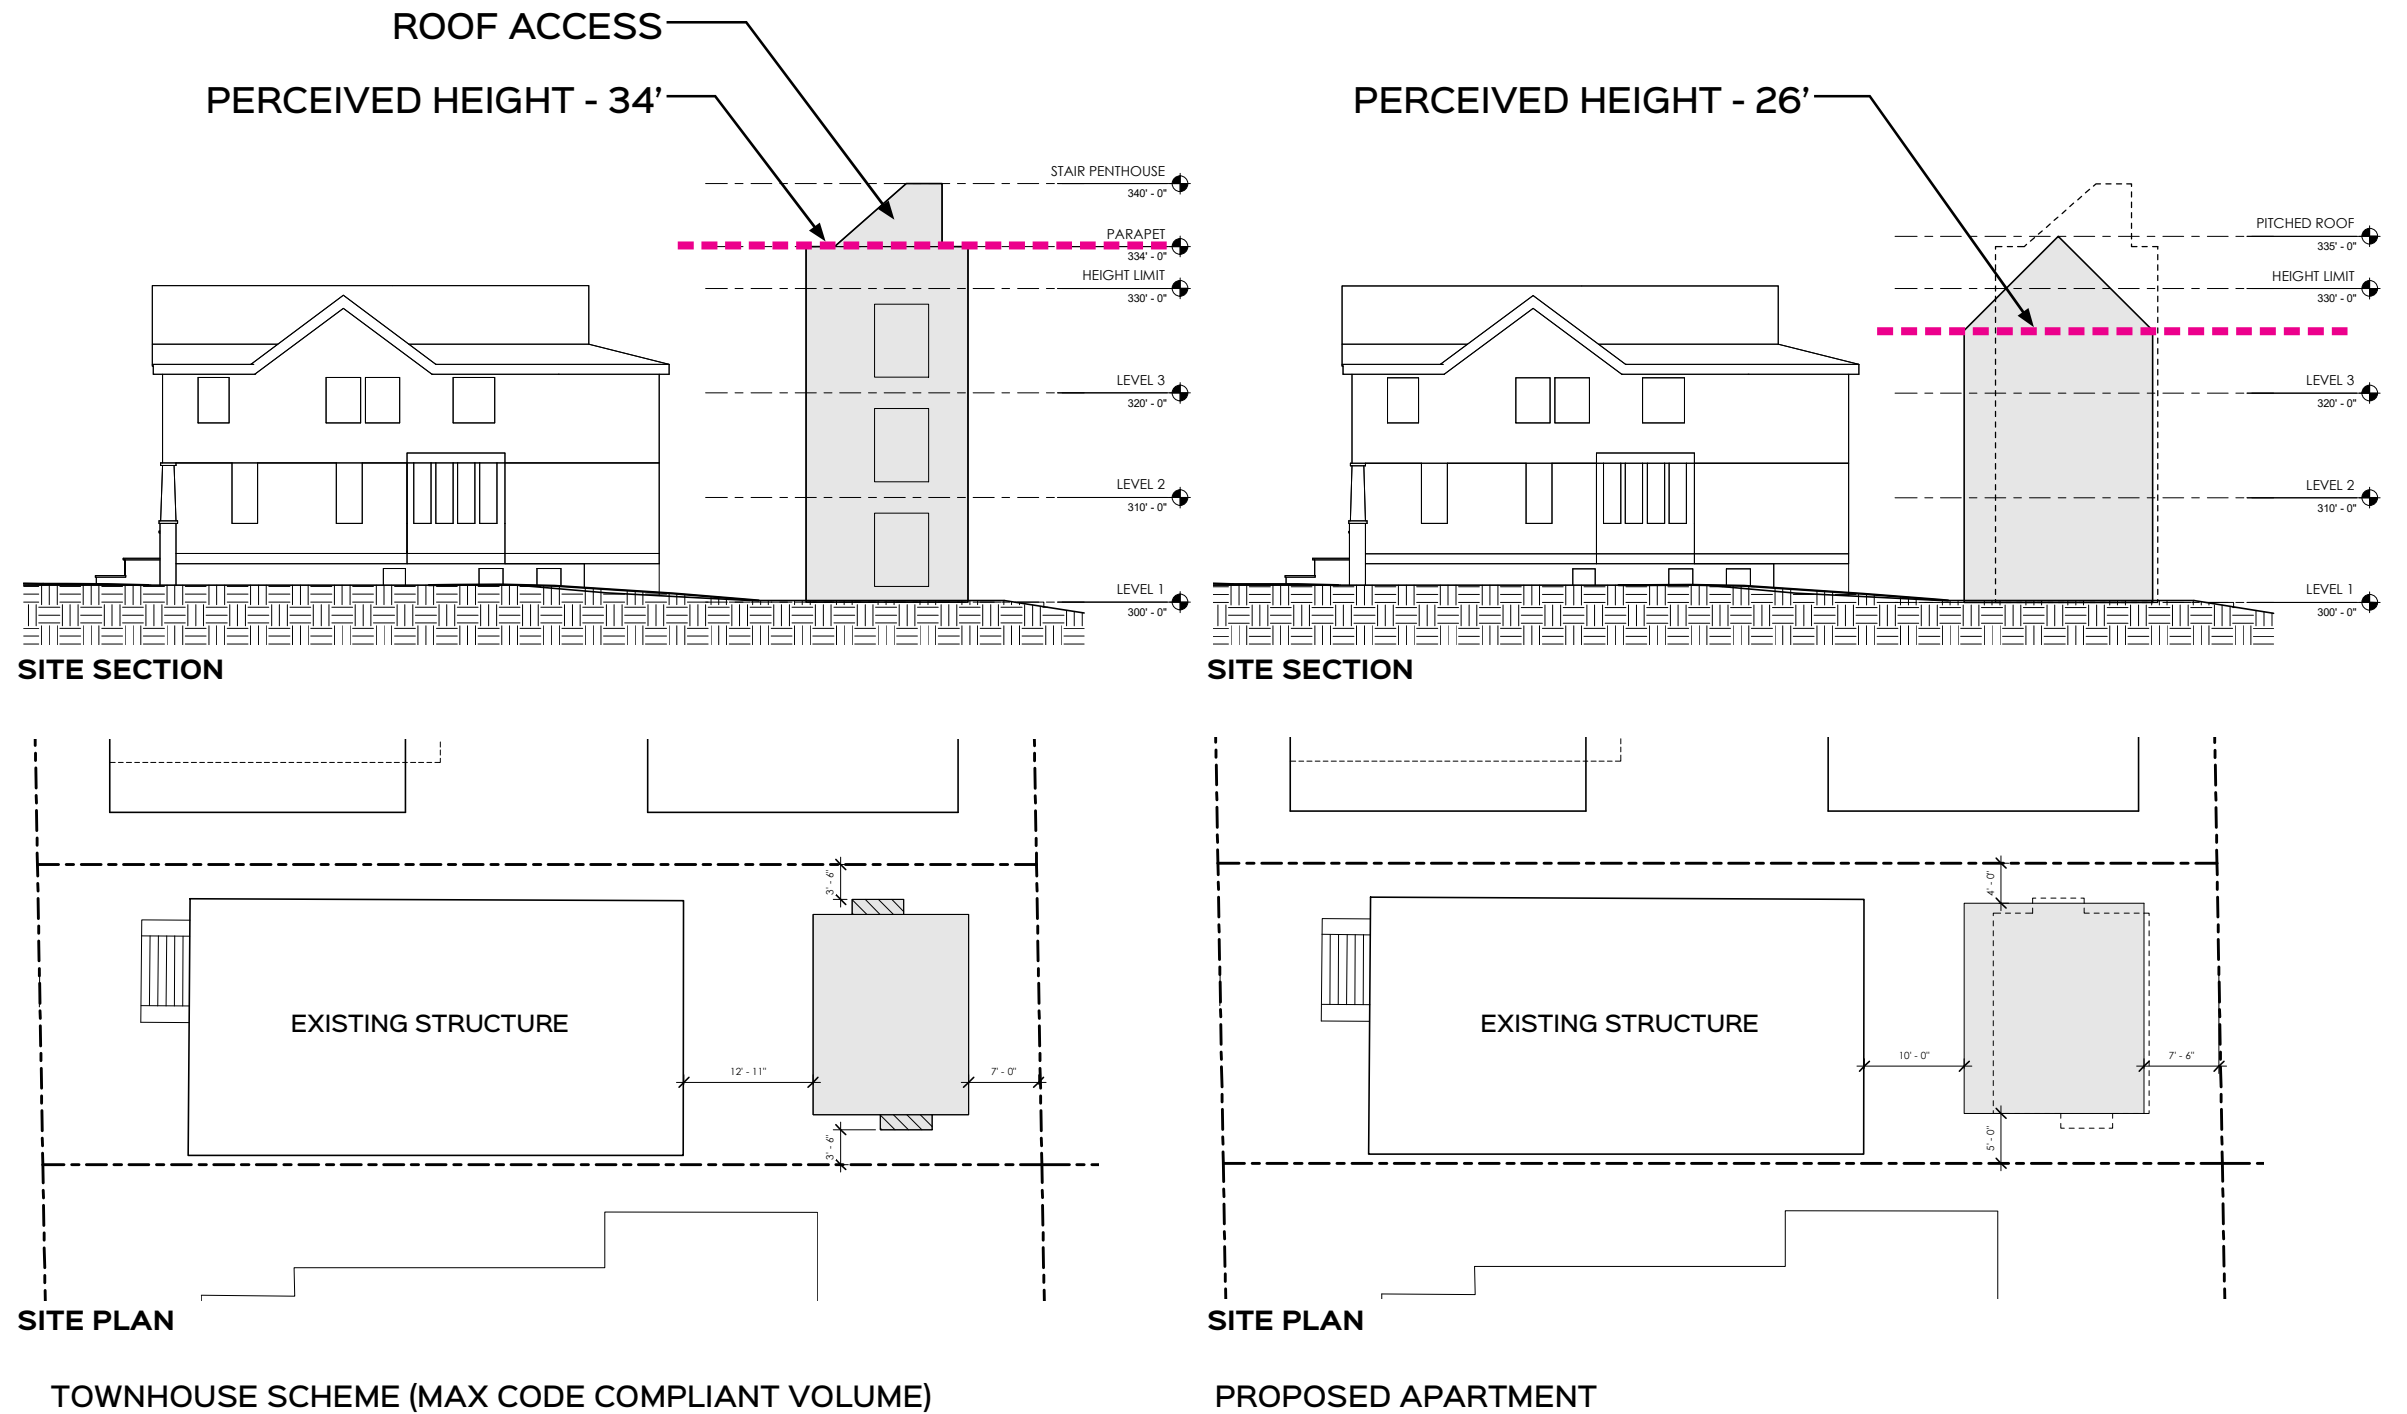 ROOF ACCESS
PERCEIVED HEIGHT - 34’
STAIR PENTHOUSE
340' - 0"
PARAPET
334' - 0"
HEIGHT LIMIT
330' - 0"
LEVEL 3
320' - 0"
LEVEL 2
310' - 0"
LEVEL 1
300' - 0"
SITE SECTION
PERCEIVED HEIGHT - 26’
PITCHED ROOF
335' - 0"
HEIGHT LIMIT
330' - 0"
LEVEL 3
320' - 0"
LEVEL 2
310' - 0"
LEVEL 1
300' - 0"
SITE SECTION
3' - 6"
EXISTING STRUCTURE
12' - 11"
7' - 0"
3' - 6"
SITE PLAN
4' - 0"
EXISTING STRUCTURE
10' - 0"
7' - 6"
5' - 0"
SITE PLAN
TOWNHOUSE SCHEME (MAX CODE COMPLIANT VOLUME)
PROPOSED APARTMENT